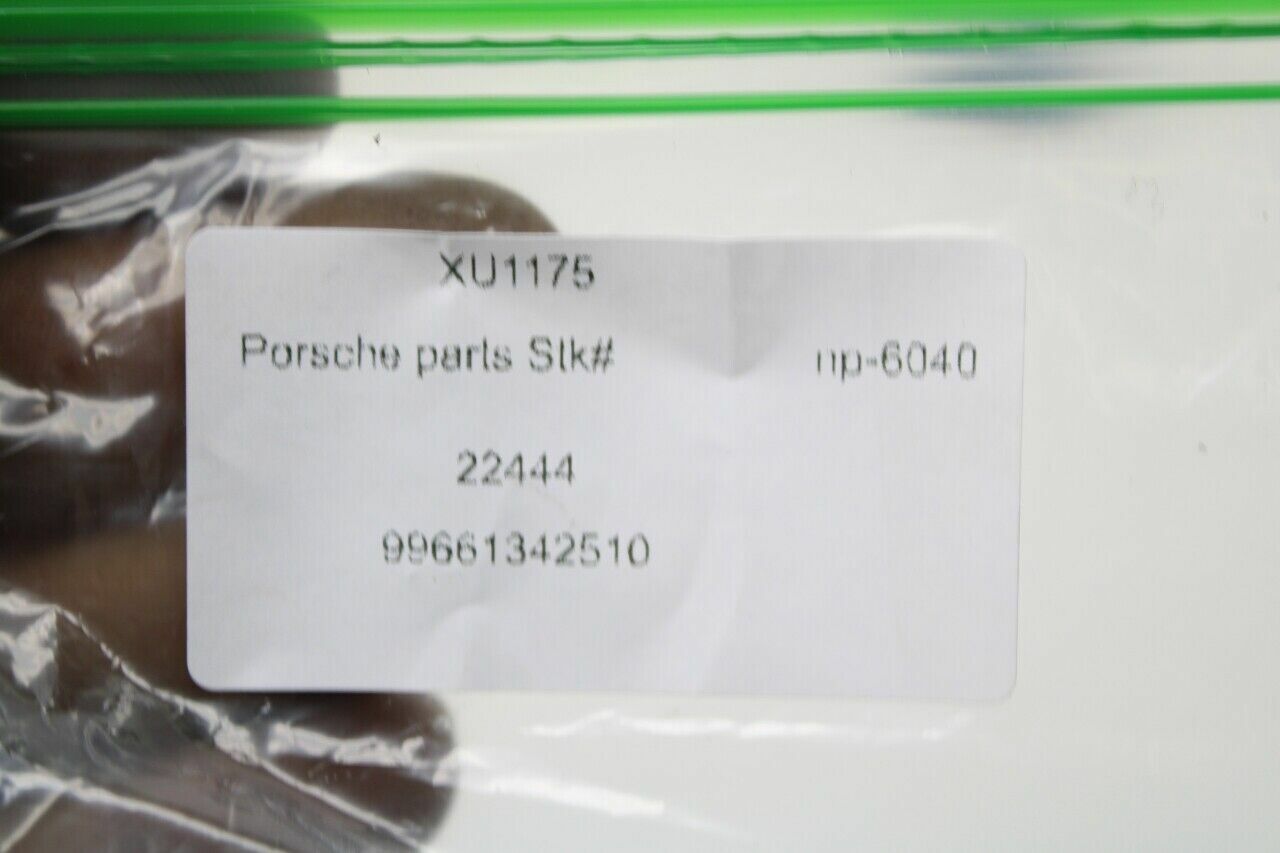 XU1175
Porsche parts Stk# np-6040
22444
99661342510